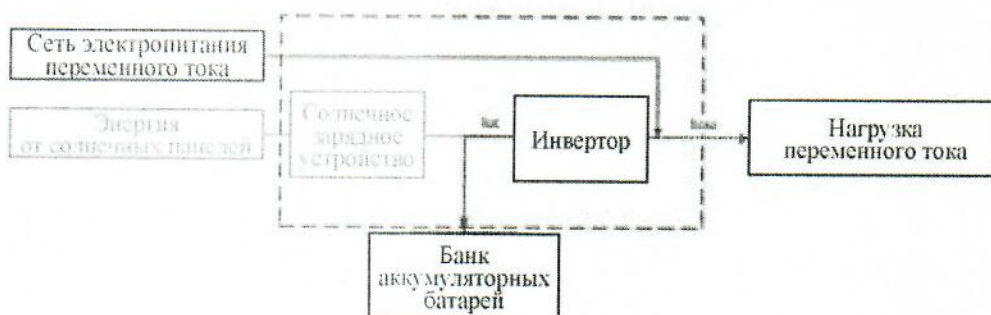 Сеть электропитания
переменного тока
Энергия
от солнечных панелей
Солнечное
зарядное
устройство
Инвертор
Нагрузка
переменного тока
Банк
аккумуляторных
батарей